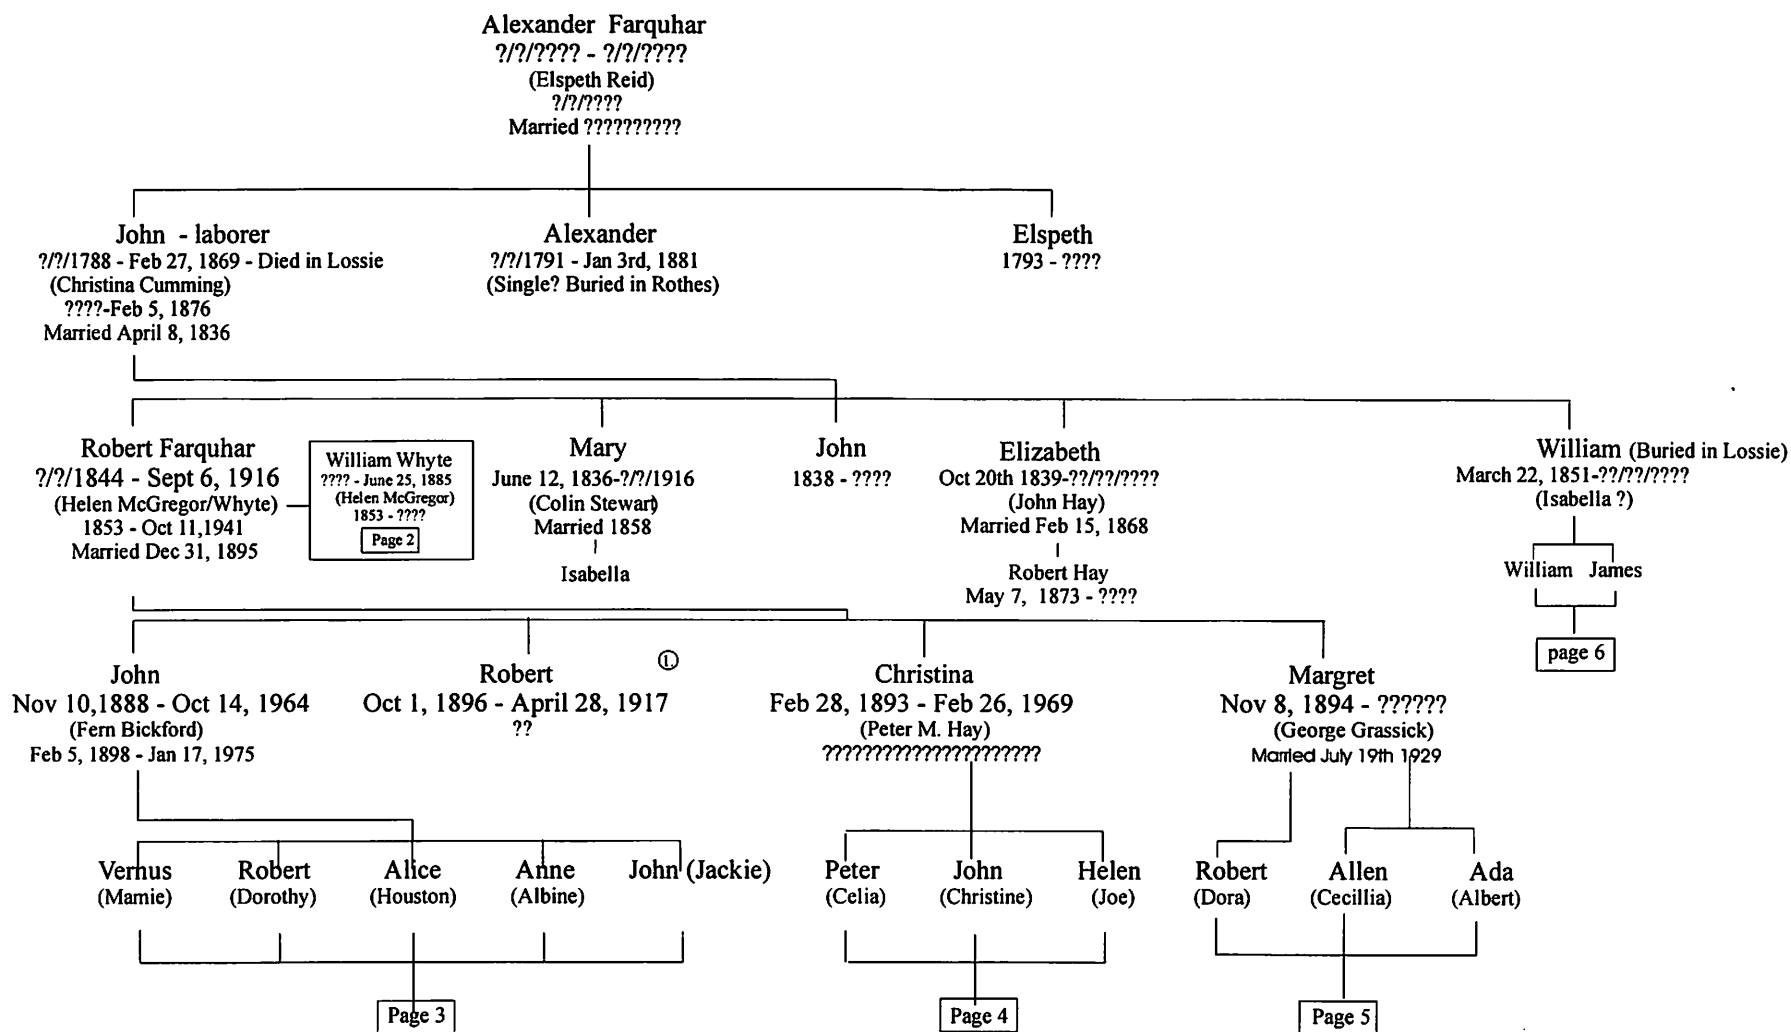 Alexander Farquhar
?/?/???? - ?/?/????
(Elspeth Reid)
?/?/????
Married ??????????
John - laborer
?/?/1788 - Feb 27, 1869 - Died in Lossie
(Christina Cumming)
????-Feb 5, 1876
Married April 8, 1836
Alexander
?/?/1791 - Jan 3rd, 1881
(Single? Buried in Rothes)
Elspeth
1793 - ????
Robert Farquhar
?/?/1844 - Sept 6, 1916
(Helen McGregor/Whyte)
1853 - Oct 11,1941
Married Dec 31, 1895
William Whyte
???? - June 25, 1885
(Helen McGregor)
1853 - ????
Page 2
Mary
June 12, 1836-?/?/1916
(Colin Stewart)
Married 1858
Isabella
John
1838 - ????
Elizabeth
Oct 20th 1839-??/??/????
(John Hay)
Married Feb 15, 1868
Robert Hay
May 7, 1873 - ????
William (Buried in Lossie)
March 22, 1851-??/??/????
(Isabella ?)
William James
page 6
John
Nov 10,1888 - Oct 14, 1964
(Fern Bickford)
Feb 5, 1898 - Jan 17, 1975
Robert
1.
Oct 1, 1896 - April 28, 1917
??
Christina
Feb 28, 1893 - Feb 26, 1969
(Peter M. Hay)
??????????????????????
Margret
Nov 8, 1894 - ??????
(George Grassick)
Married July 19th 1929
Vernus
(Mamie)
Robert
(Dorothy)
Alice
(Houston)
Anne
(Albine)
John (Jackie)
Peter
(Celia)
John
(Christine)
Helen
(Joe)
Robert
(Dora)
Allen
(Cecillia)
Ada
(Albert)
Page 3
Page 4
Page 5